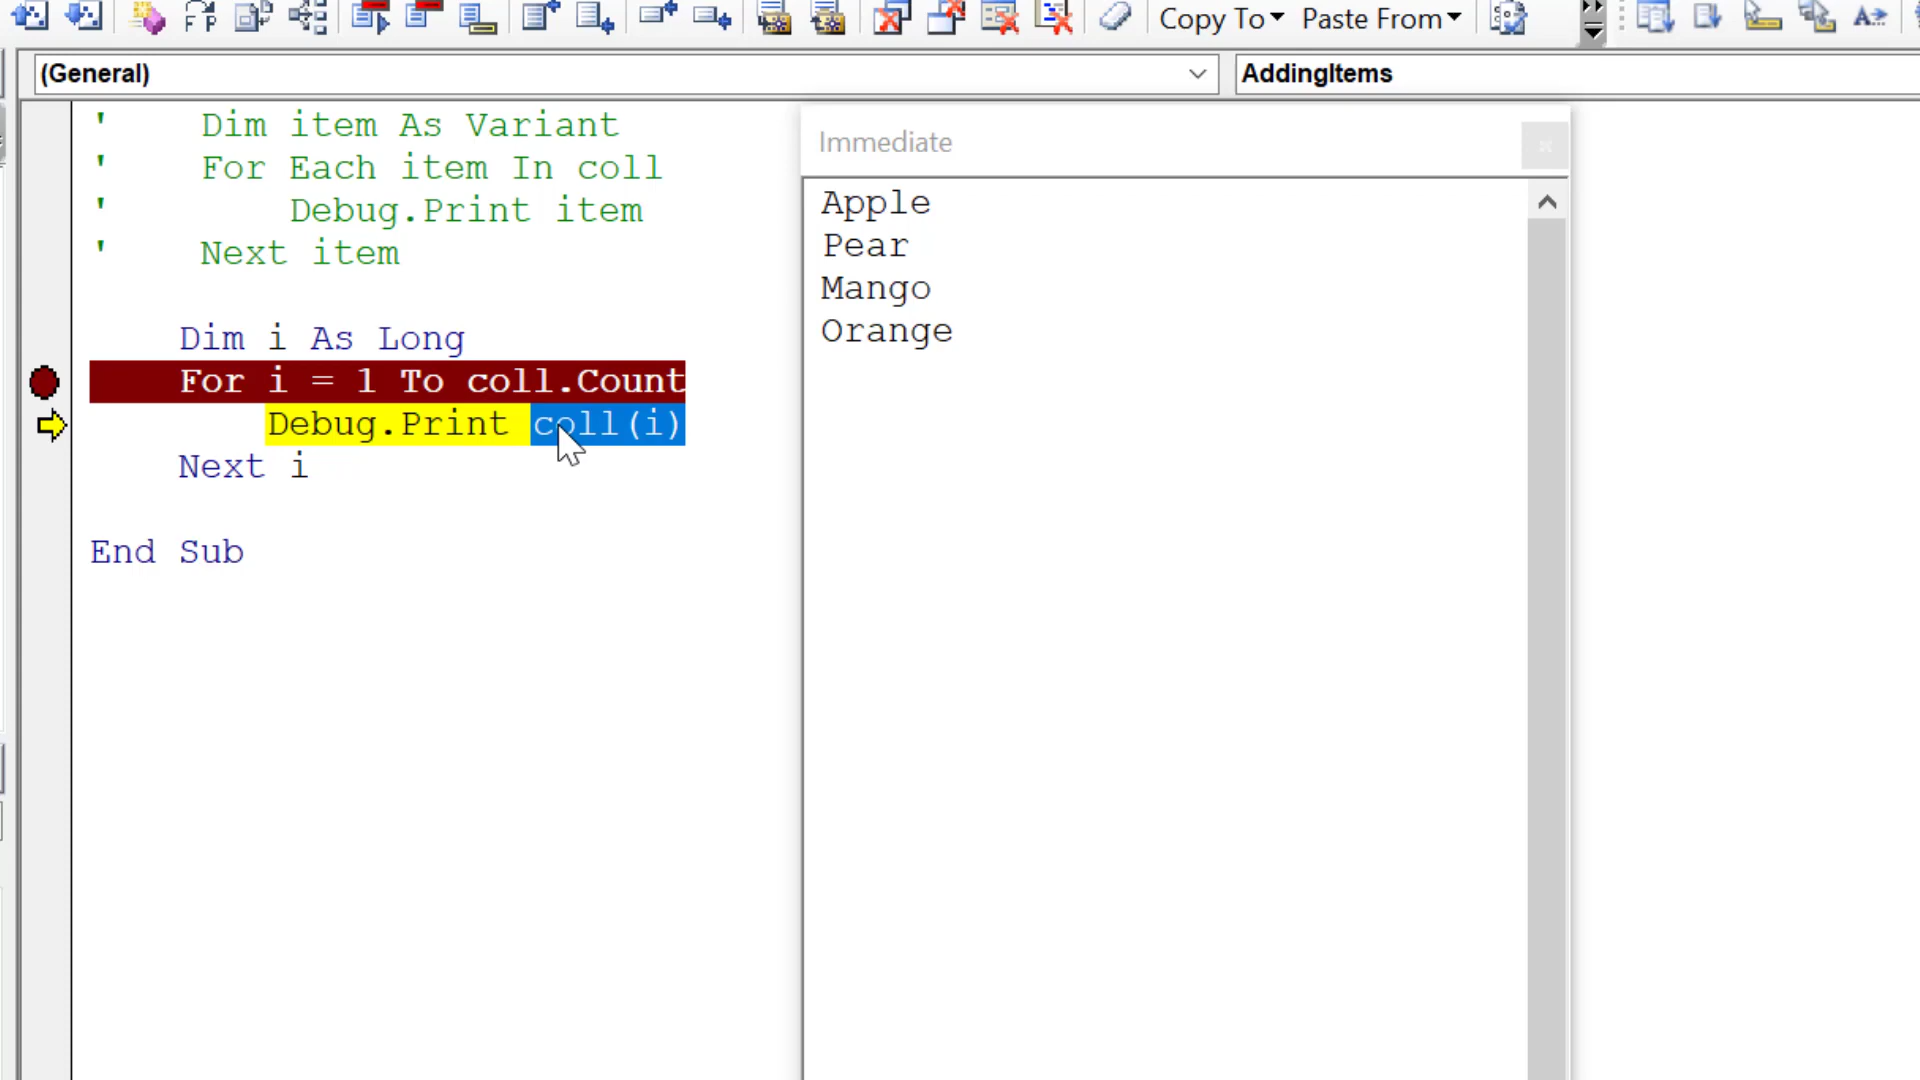 Copy To Paste From
(General) AddingItems
' Dim item As Variant
' For Each item In coll
' Debug.Print item
' Next item
Dim i As Long
For i = 1 To coll.Count
Debug.Print coll(i)
Next i
End Sub
Immediate
Apple
Pear
Mango
Orange